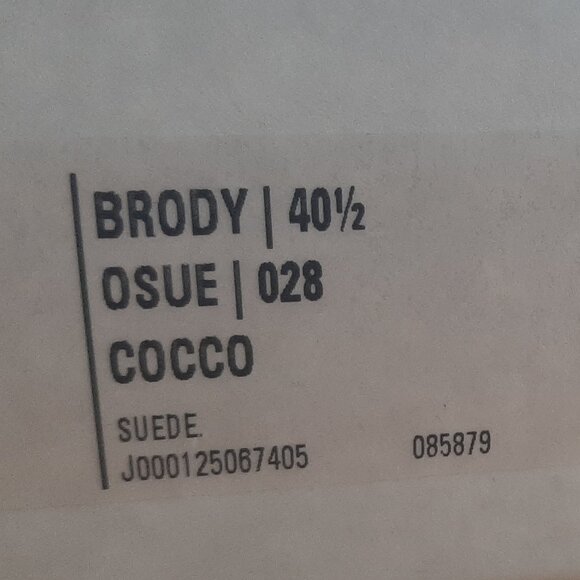 BRODY | 40½
OSUE | 028
COCCO
SUEDE.
J000125067405 085879